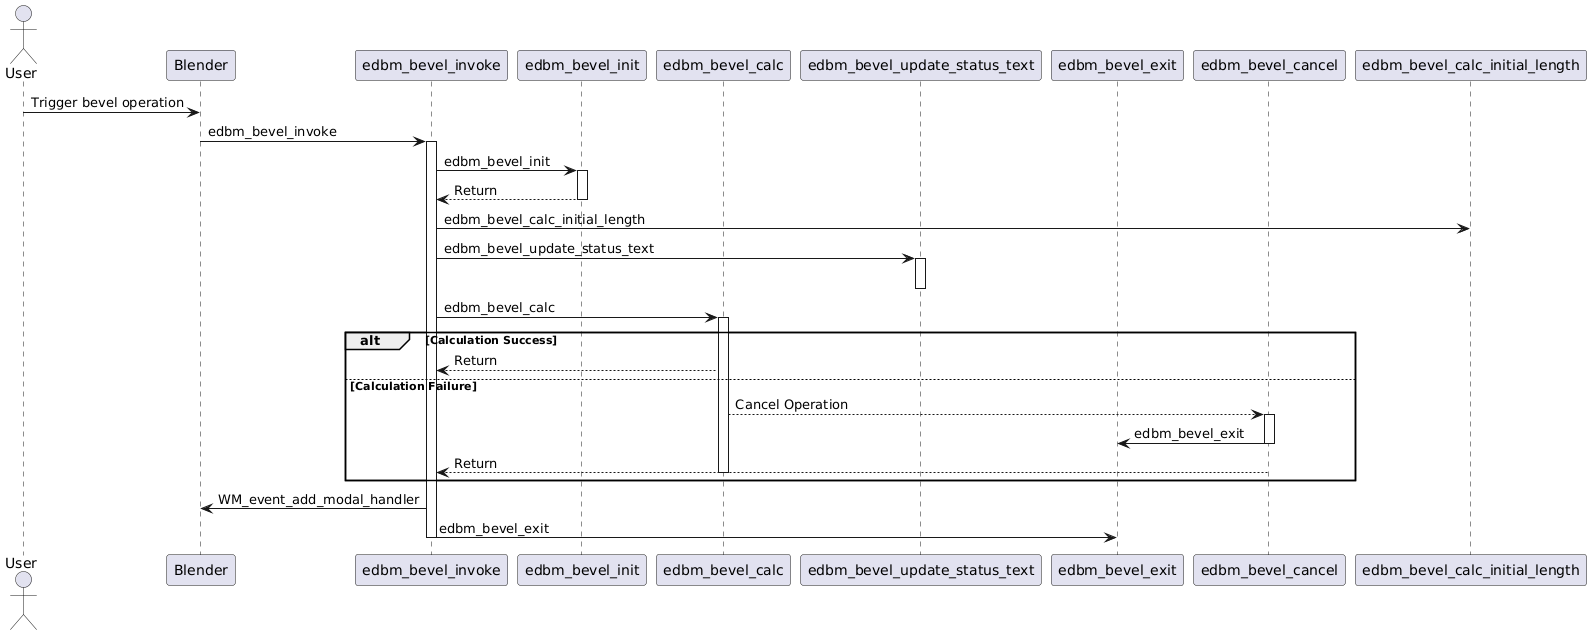 User
Blender
edbm_bevel_invoke
edbm_bevel_init
edbm_bevel_calc
edbm_bevel_update_status_text
edbm_bevel_exit
edbm_bevel_cancel
edbm_bevel_calc_initial_length
Trigger bevel operation
edbm_bevel_invoke
edbm_bevel_init
Return
edbm_bevel_calc_initial_length
edbm_bevel_update_status_text
edbm_bevel_calc
alt
[Calculation Success]
Return
[Calculation Failure]
Cancel Operation
edbm_bevel_exit
Return
WM_event_add_modal_handler
edbm_bevel_exit
User
Blender
edbm_bevel_invoke
edbm_bevel_init
edbm_bevel_calc
edbm_bevel_update_status_text
edbm_bevel_exit
edbm_bevel_cancel
edbm_bevel_calc_initial_length